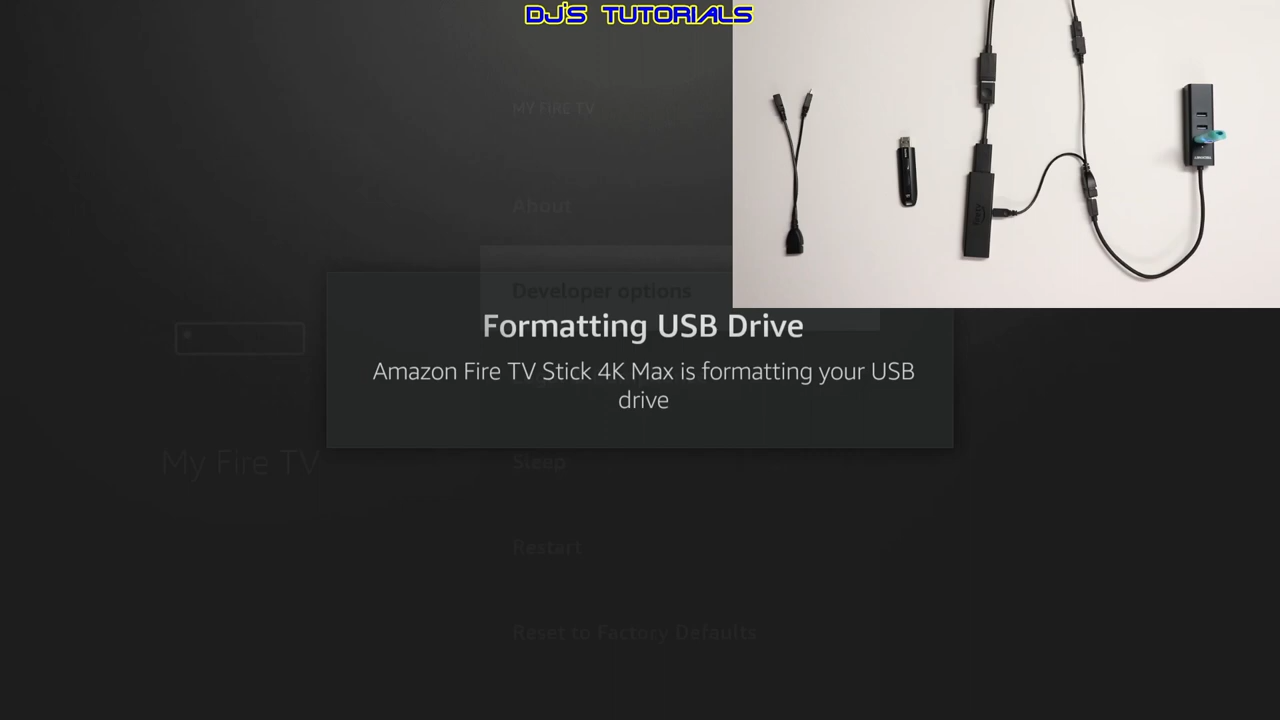 DJ'S TUTORIALS
MY FIRE TV
About
Developer options
Formatting USB Drive
Amazon Fire TV Stick 4K Max is formatting your USB
drive
My Fire TV
Sleep
Restart
Reset to Factory Defaults